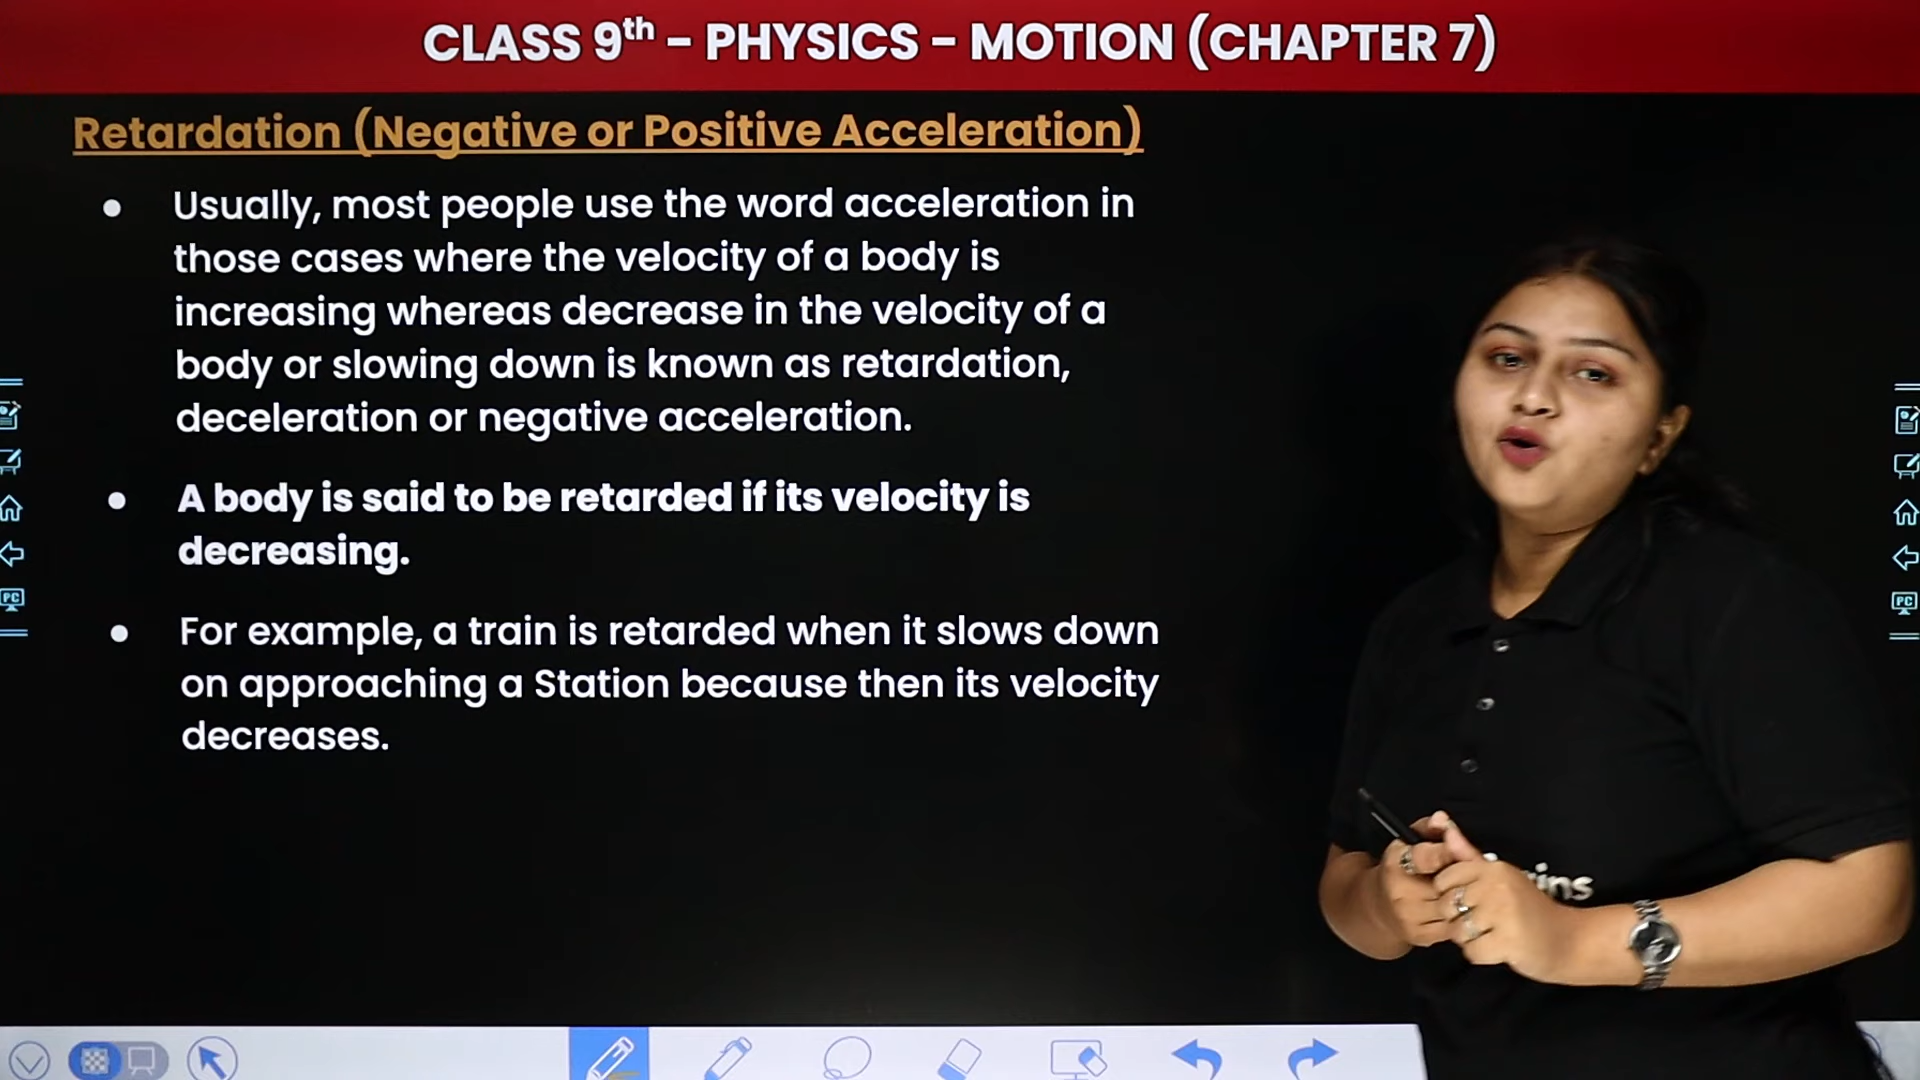 CLASS 9th - PHYSICS - MOTION (CHAPTER 7)
Retardation (Negative or Positive Acceleration)
● Usually, most people use the word acceleration in
those cases where the velocity of a body is
increasing whereas decrease in the velocity of a
body or slowing down is known as retardation,
deceleration or negative acceleration.
● A body is said to be retarded if its velocity is
decreasing.
● For example, a train is retarded when it slows down
on approaching a Station because then its velocity
decreases.
PC
PC